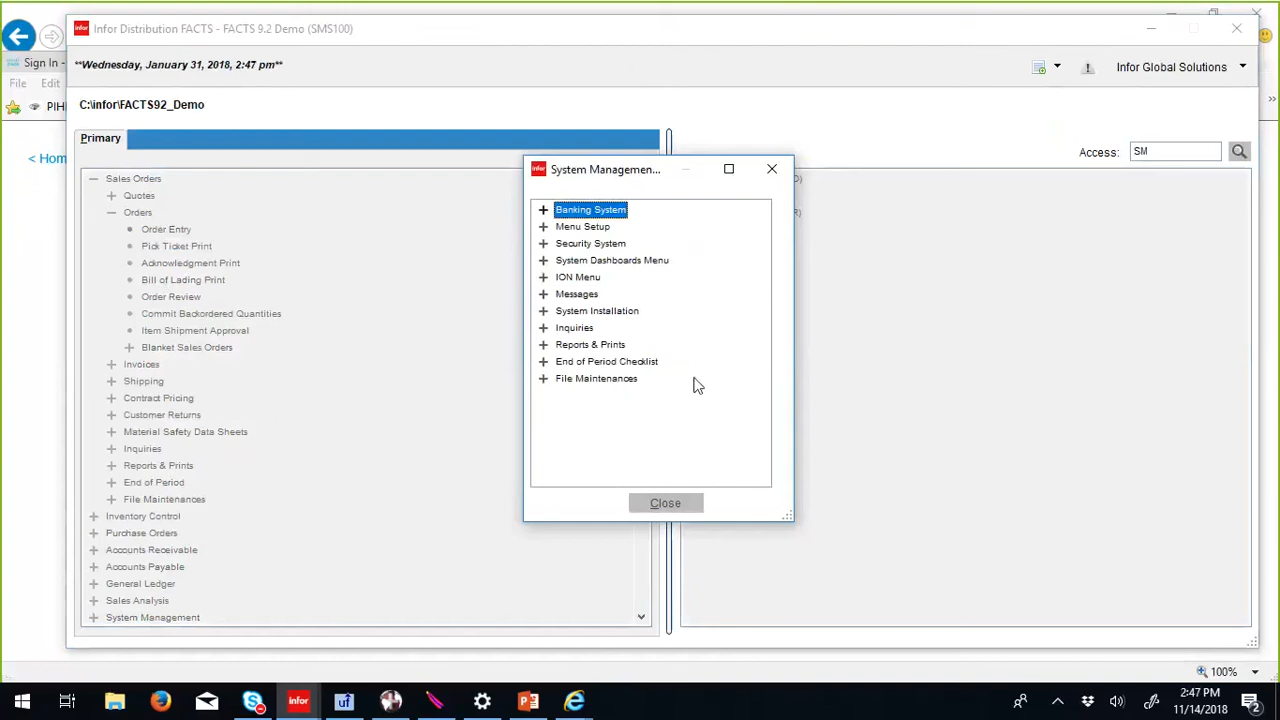 Infor Distribution FACTS - FACTS 9.2 Demo (SMS100)
Sign In -
**Wednesday, January 31, 2018, 2:47 pm**
Infor Global Solutions
File Edit
PIH
C:\infor\FACTS92_Demo
< Hom
Primary
Access: SM
Sales Orders
Quotes
Orders
Order Entry
Pick Ticket Print
Acknowledgment Print
Bill of Lading Print
Order Review
Commit Backordered Quantities
Item Shipment Approval
Blanket Sales Orders
Invoices
Shipping
Contract Pricing
Customer Returns
Material Safety Data Sheets
Inquiries
Reports & Prints
End of Period
File Maintenances
Inventory Control
Purchase Orders
Accounts Receivable
Accounts Payable
General Ledger
Sales Analysis
System Management
infor System Managemen...
Banking System
Menu Setup
Security System
System Dashboards Menu
ION Menu
Messages
System Installation
Inquiries
Reports & Prints
End of Period Checklist
File Maintenances
Close
100%
infor
uf
2:47 PM
11/14/2018
2